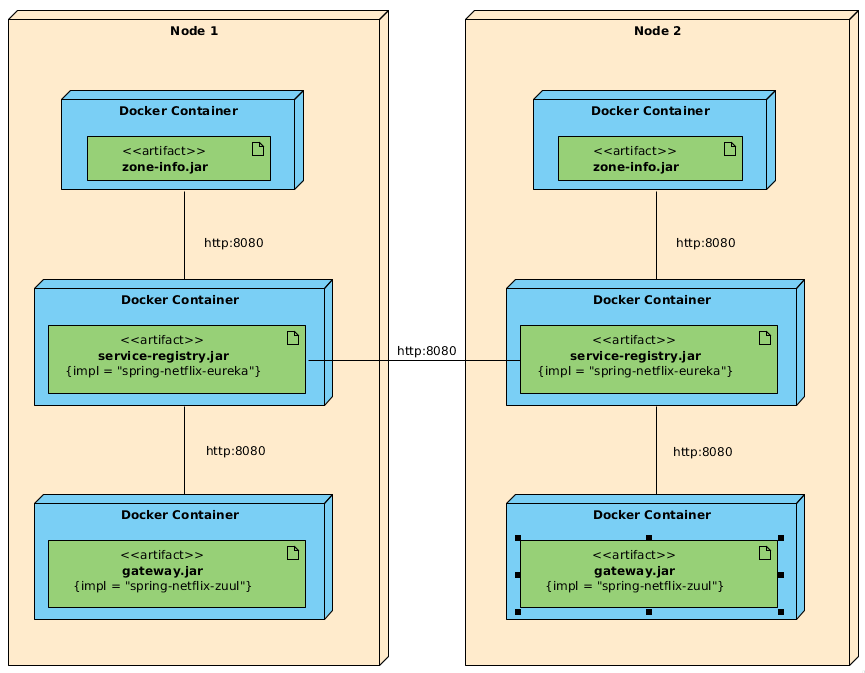 Node 1
Docker Container
<<artifact>>
zone-info.jar
http:8080
Docker Container
<<artifact>>
service-registry.jar
{impl = "spring-netflix-eureka"}
http:8080
Docker Container
<<artifact>>
gateway.jar
{impl = "spring-netflix-zuul"}
http:8080
Node 2
Docker Container
<<artifact>>
zone-info.jar
http:8080
Docker Container
<<artifact>>
service-registry.jar
{impl = "spring-netflix-eureka"}
http:8080
Docker Container
<<artifact>>
gateway.jar
{impl = "spring-netflix-zuul"}